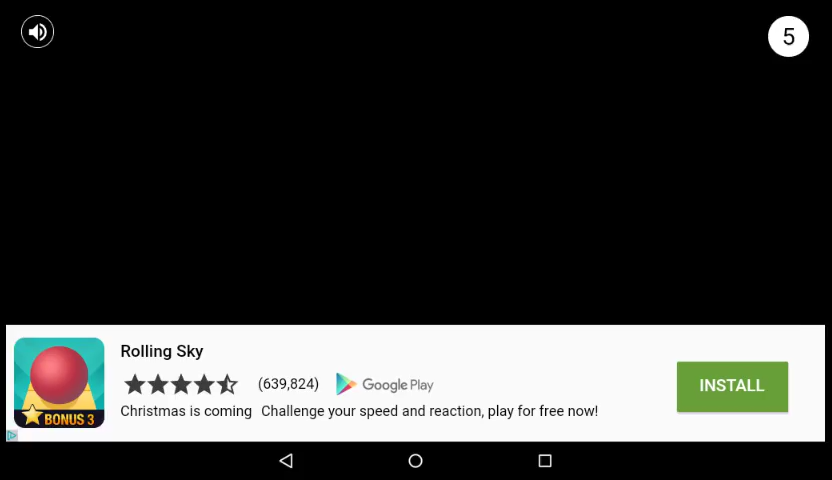 5
Rolling Sky
(639,824) Google Play
Christmas is coming Challenge your speed and reaction, play for free now!
BONUS 3
INSTALL